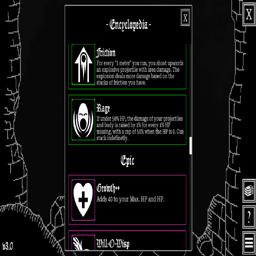 - Encyclopedia -
X
X
Friction
For every "1 meter" you run, you shoot upwards
an explosive projectile with area damage. The
explosion deals more damage based on the
stacks of friction you have.
Rage
If under 50% HP, the damage of your projectiles
and body is raised by 1% for every 1% HP
missing, with a cap of 50% when the HP is 0. Can
stack indefinitely.
Epic
Growth++
Adds 40 to your Max. HP and HP.
Will-O-Wisp
?
v3.0